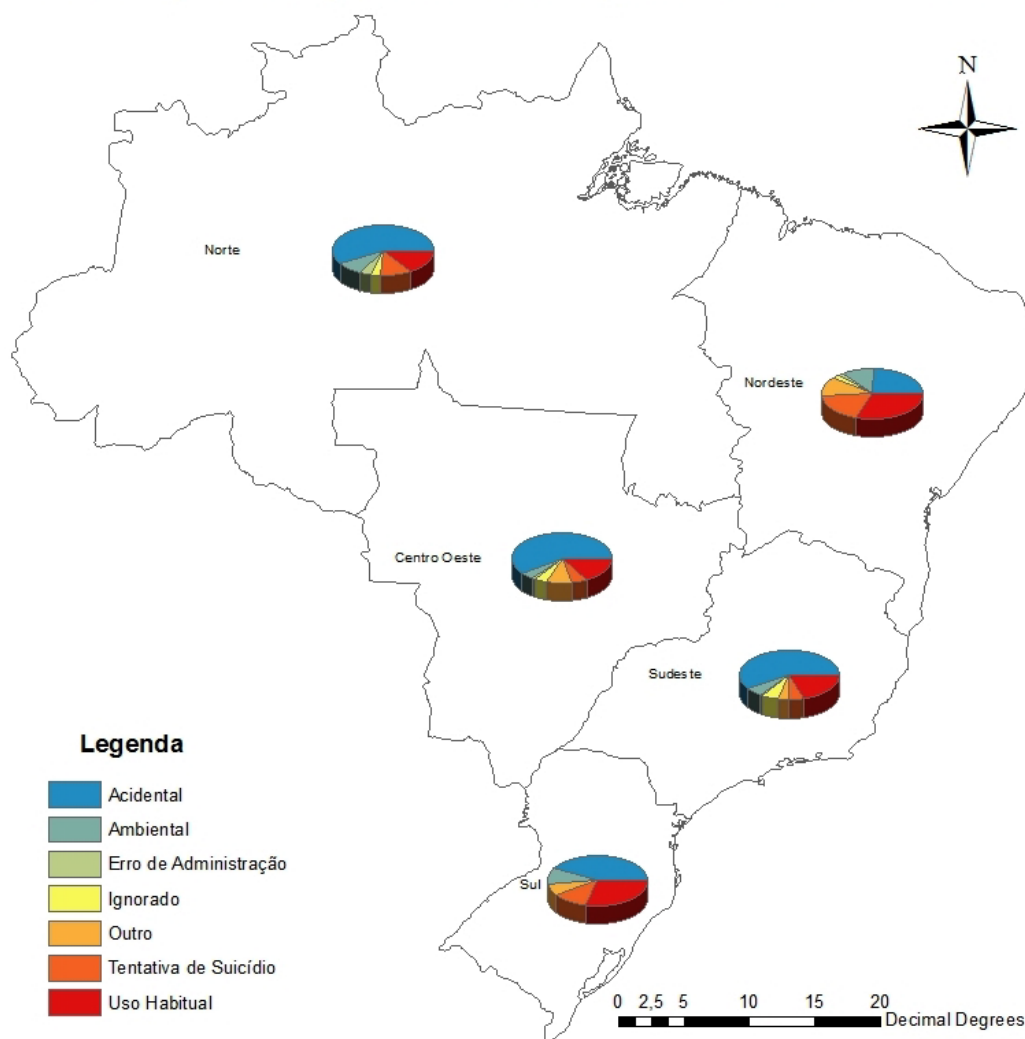 N
Norte
Nordeste
Centro Oeste
Sudeste
Sul
Legenda
Acidental
Ambiental
Erro de Administração
Ignorado
Outro
Tentativa de Suicídio
Uso Habitual
0 2,5 5 10 15 20
Decimal Degrees